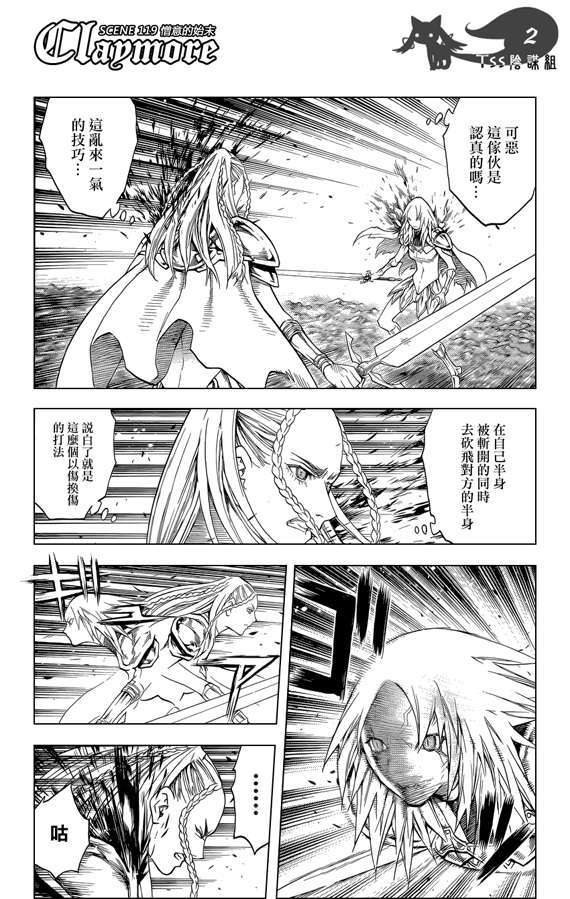 SCENE 119 憎意的始末
Claymore
2
Tss陰謀組
可惡
這傢伙是
認真的嗎…
這亂來一氣
的技巧…
在自己半身
被斬開的同時
去砍飛對方的半身
說白了就是
這麼個以傷換傷
的打法
ゴ
ギ
……
咕